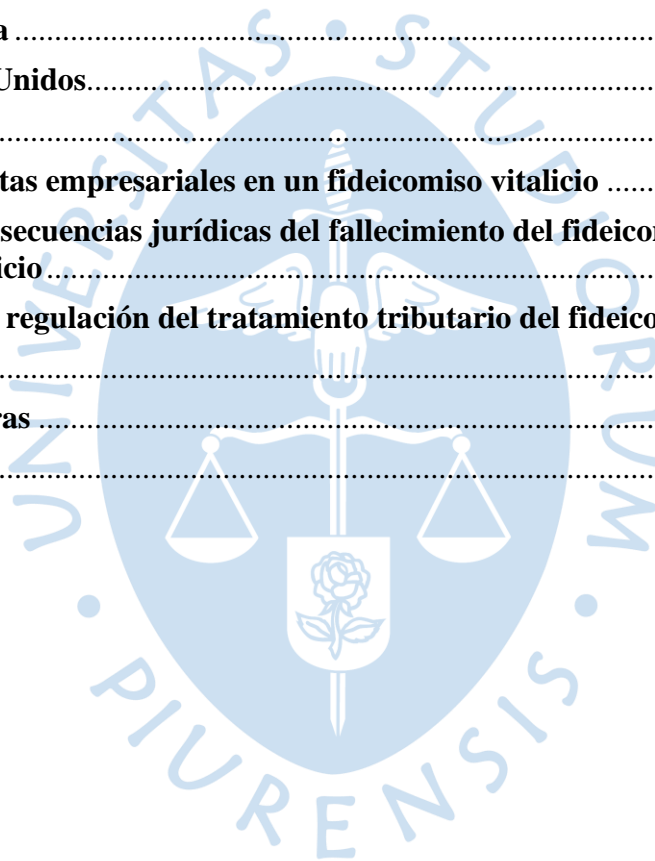 a ..........................................................................................
Unidos..........................................................................................
..........................................................................................
tas empresariales en un fideicomiso vitalicio ......
secuencias jurídicas del fallecimiento del fideico
icio..........................................................................................
regulación del tratamiento tributario del fideico
..........................................................................................
ras ..........................................................................................
..........................................................................................
UNIVERSITAS • STUDIORUM • PIURENSIS •